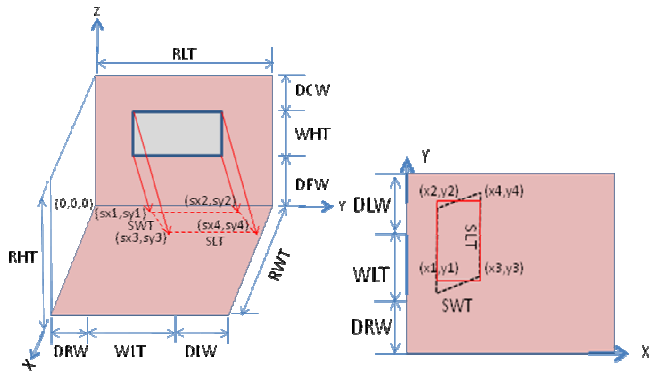 Z
RLT
DCW
WHT
DFW
(0,0,0)
(sx2,sy2)
Y
(sx1,sy1)
SWT
(sx4,sy4)
(sx3,sy3)
SLT
RHT
RWT
X
DRW
WLT
DLW
Y
(x2,y2)
(x4,y4)
DLW
SLT
WLT
(x1,y1)
(x3,y3)
SWT
DRW
X